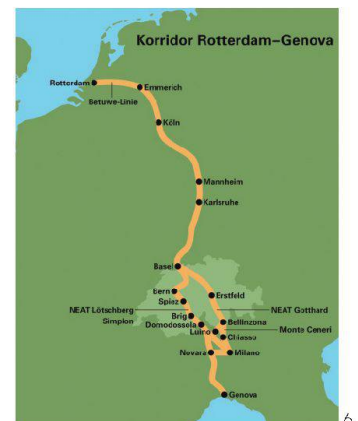 Korridor Rotterdam–Genova
Rotterdam
Emmerich
Betuwe-Linie
Köln
Mannheim
Karlsruhe
Basel
Bern
Erstfeld
Spiez
NEAT Lötschberg
NEAT Gotthard
Simplon
Brig
Bellinzona
Domodossola
Luino
Monte Ceneri
Chiasso
Novara
Milano
Genova
6